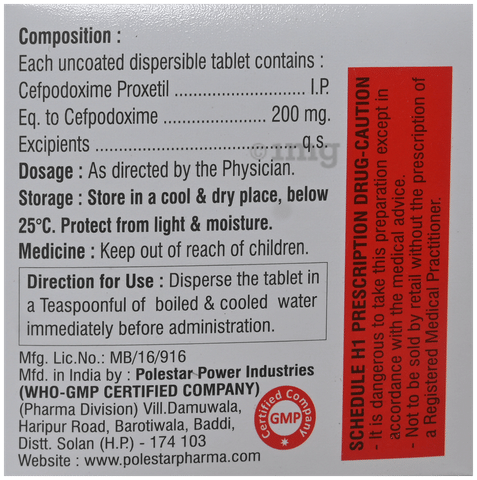 Composition :
Each uncoated dispersible tablet contains :
Cefpodoxime Proxetil ............................ I.P.
Eq. to Cefpodoxime ........................ 200 mg.
Excipients ............................................ q.s.
1mg
Dosage : As directed by the Physician.
Storage : Store in a cool & dry place, below
25°C. Protect from light & moisture.
Medicine : Keep out of reach of children.
Direction for Use : Disperse the tablet in
a Teaspoonful of boiled & cooled water
immediately before administration.
Mfg. Lic.No.: MB/16/916
Mfd. in India by : Polestar Power Industries
(WHO-GMP CERTIFIED COMPANY)
(Pharma Division) Vill.Damuwala,
Haripur Road, Barotiwala, Baddi,
Distt. Solan (H.P.) - 174 103
Website : www.polestarpharma.com
Certified Company
GMP
SCHEDULE H1 PRESCRIPTION DRUG-CAUTION
- It is dangerous to take this preparation except in
accordance with the medical advice.
- Not to be sold by retail without the prescription of
a Registered Medical Practitioner.